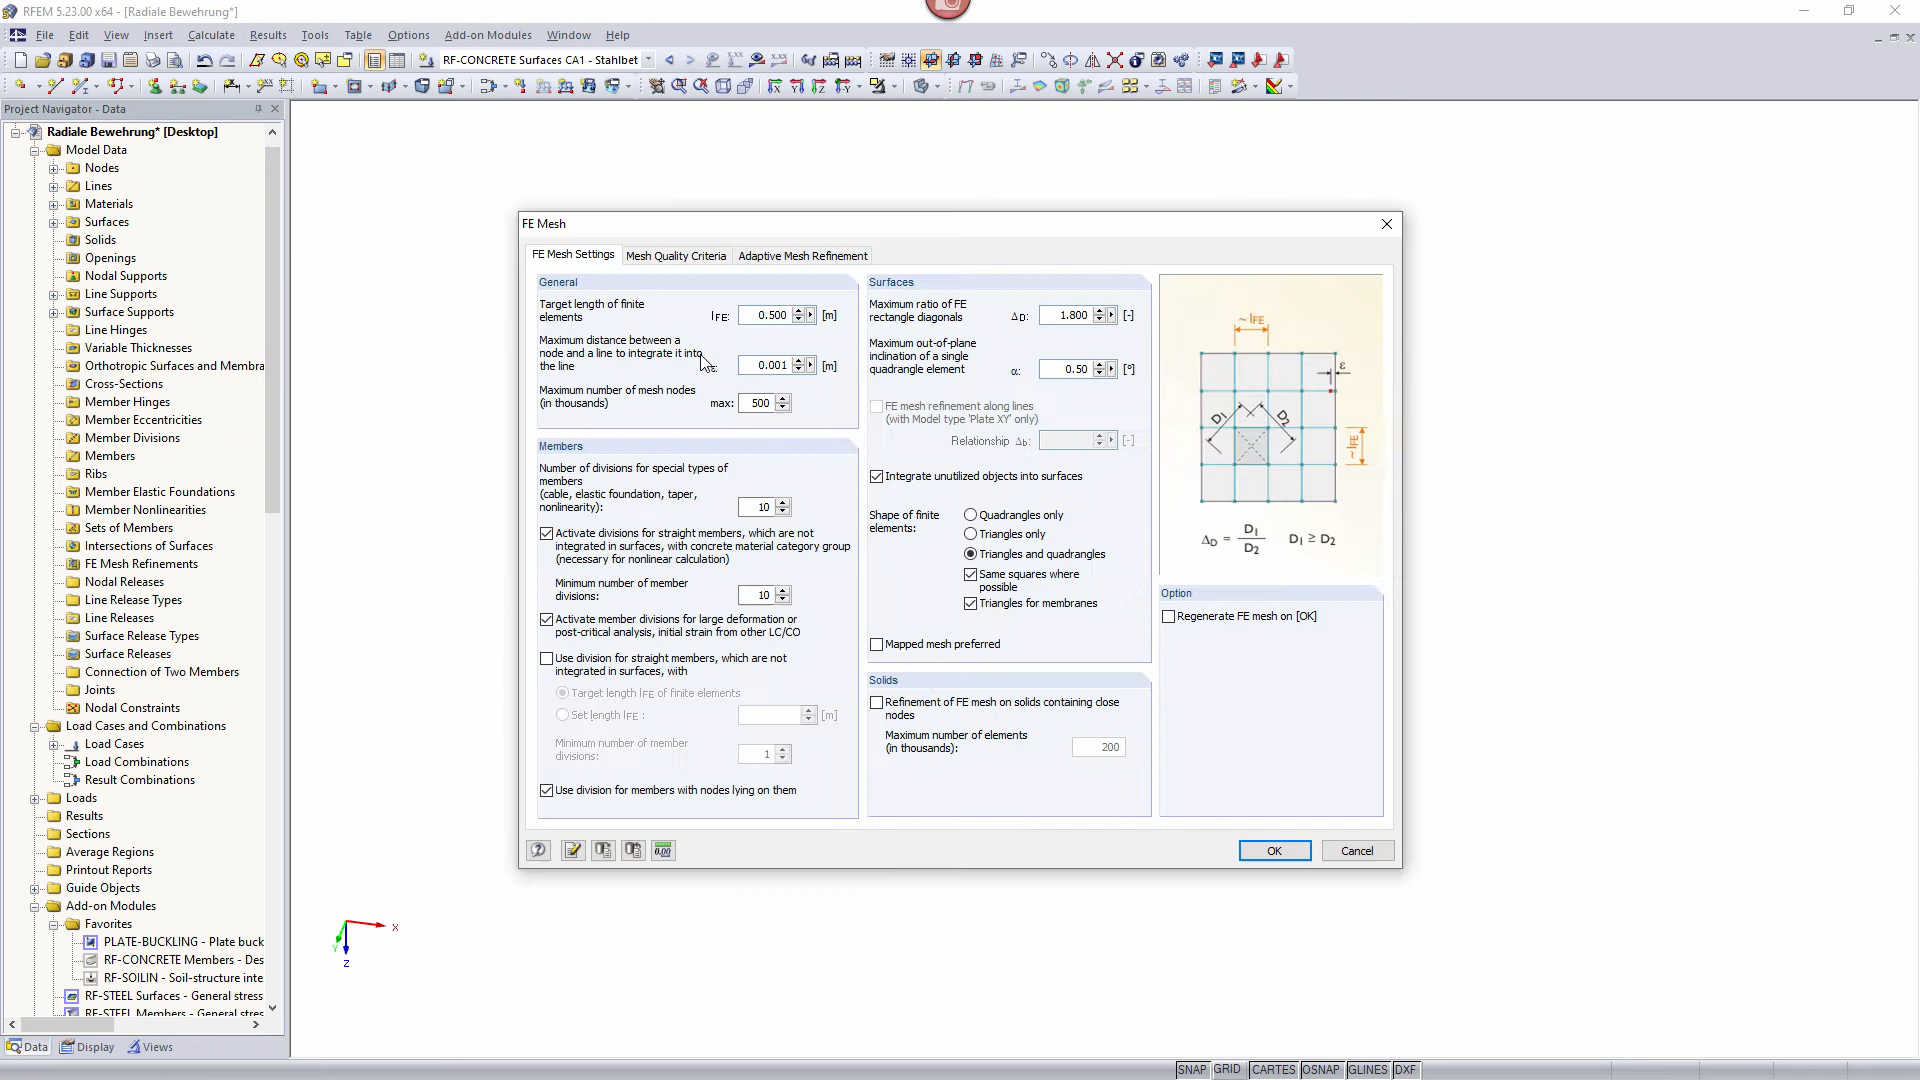 RFEM 5.23.00 x64 - [Radiale Bewehrung*]
File Edit View Insert Calculate Results Tools Table Options Add-on Modules Window Help
RF-CONCRETE Surfaces CA1 - Stahlbet
Project Navigator - Data
Radiale Bewehrung* [Desktop]
Model Data
Nodes
Lines
Materials
Surfaces
Solids
Openings
Nodal Supports
Line Supports
Surface Supports
Line Hinges
Variable Thicknesses
Orthotropic Surfaces and Membra
Cross-Sections
Member Hinges
Member Eccentricities
Member Divisions
Members
Ribs
Member Elastic Foundations
Member Nonlinearities
Sets of Members
Intersections of Surfaces
FE Mesh Refinements
Nodal Releases
Line Release Types
Line Releases
Surface Release Types
Surface Releases
Connection of Two Members
Joints
Nodal Constraints
Load Cases and Combinations
Load Cases
Load Combinations
Result Combinations
Loads
Results
Sections
Average Regions
Printout Reports
Guide Objects
Add-on Modules
Favorites
PLATE-BUCKLING - Plate buck
RF-CONCRETE Members - Des
RF-SOILIN - Soil-structure inte
RF-STEEL Surfaces - General stress
RF-STEEL Members - General stres
Data Display Views
FE Mesh
FE Mesh Settings Mesh Quality Criteria Adaptive Mesh Refinement
General
Target length of finite
elements lFE: 0.500 [m]
Maximum distance between a
node and a line to integrate it into
the line ε: 0.001 [m]
Maximum number of mesh nodes
(in thousands) max: 500
Members
Number of divisions for special types of
members
(cable, elastic foundation, taper,
nonlinearity): 10
Activate divisions for straight members, which are not
integrated in surfaces, with concrete material category group
(necessary for nonlinear calculation)
Minimum number of member
divisions: 10
Activate member divisions for large deformation or
post-critical analysis, initial strain from other LC/CO
Use division for straight members, which are not
integrated in surfaces, with
Target length lFE of finite elements
Set length lFE : [m]
Minimum number of member
divisions: 1
Use division for members with nodes lying on them
Surfaces
Maximum ratio of FE
rectangle diagonals ΔD: 1.800 [-]
Maximum out-of-plane
inclination of a single
quadrangle element α: 0.50 [°]
FE mesh refinement along lines
(with Model type 'Plate XY' only)
Relationship Δb: [-]
Integrate unutilized objects into surfaces
Shape of finite
elements:
Quadrangles only
Triangles only
Triangles and quadrangles
Same squares where
possible
Triangles for membranes
Mapped mesh preferred
Solids
Refinement of FE mesh on solids containing close
nodes
Maximum number of elements
(in thousands): 200
~ lFE
ε
D1 D2
~ lFE
ΔD = D1 / D2 D1 ≥ D2
Option
Regenerate FE mesh on [OK]
0.00
OK Cancel
X
Y
Z
SNAP GRID CARTES OSNAP GLINES DXF